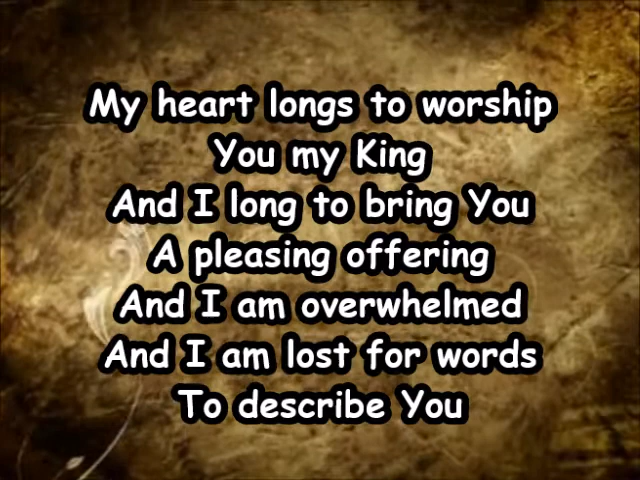 My heart longs to worship
You my King
And I long to bring You
A pleasing offering
And I am overwhelmed
And I am lost for words
To describe You